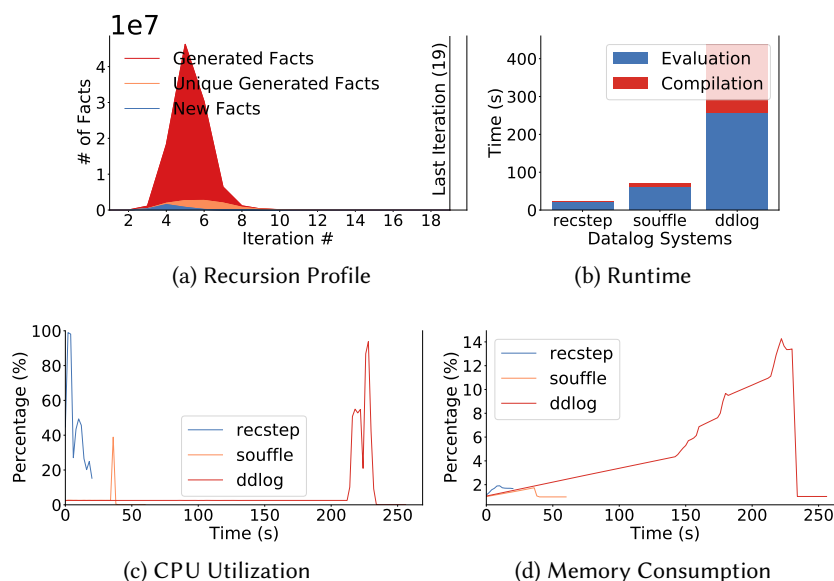 1e7
Generated Facts
Unique Generated Facts
New Facts
# of Facts
4
3
2
1
0
2 4 6 8 10 12 14 16 18
Iteration #
Last Iteration (19)
(a) Recursion Profile
Evaluation
Compilation
Time (s)
400
300
200
100
0
recstep souffle ddlog
Datalog Systems
(b) Runtime
Percentage (%)
100
80
60
40
20
0
recstep
souffle
ddlog
0 50 100 150 200 250
Time (s)
(c) CPU Utilization
Percentage (%)
14
12
10
8
6
4
2
recstep
souffle
ddlog
0 50 100 150 200 250
Time (s)
(d) Memory Consumption